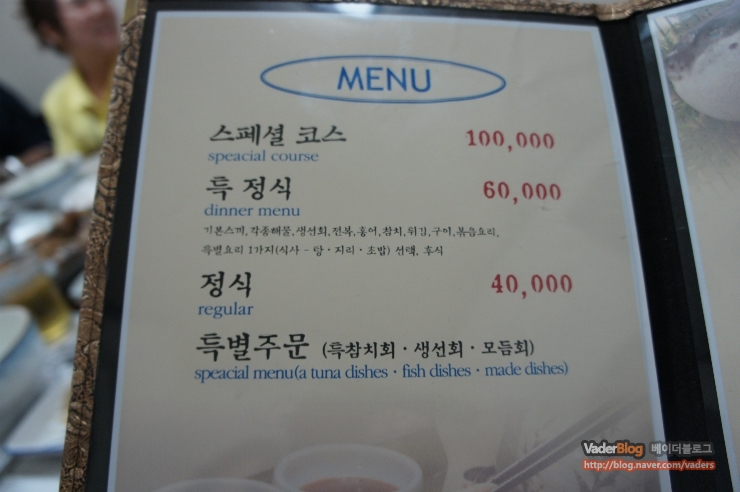 MENU
스페셜 코스 100,000
speacial course
특 정식 60,000
dinner menu
기본스끼,각종해물,생선회,전복,홍어,참치,튀김,구이,볶음요리,
특별요리 1가지(식사 - 탕 · 지리 · 초밥) 선택, 후식
정식 40,000
regular
특별주문 (특참치회 · 생선회 · 모듬회)
speacial menu(a tuna dishes · fish dishes · made dishes)
VaderBlog 베이더블로그
http://blog.naver.com/vaders